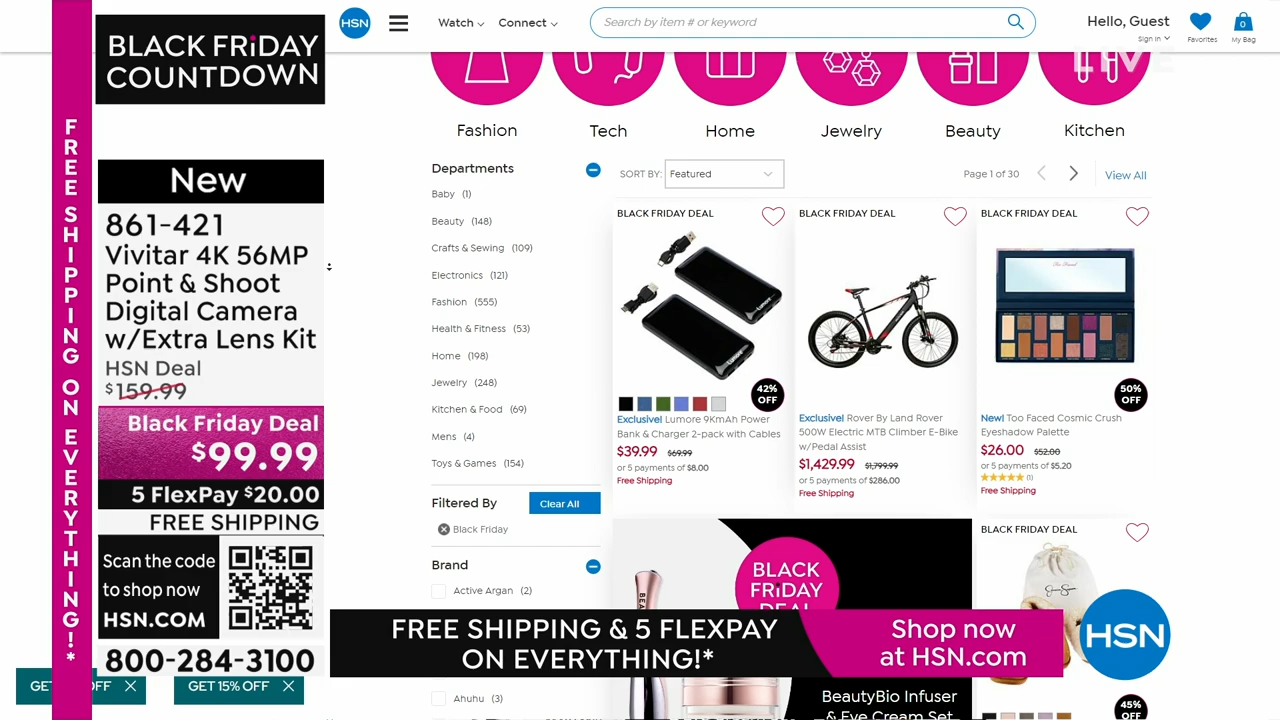 FREE SHIPPING ON EVERYTHING!*
BLACK FRiDAY
COUNTDOWN
New
861-421
Vivitar 4K 56MP
Point & Shoot
Digital Camera
w/Extra Lens Kit
HSN Deal
$159.99
Black Friday Deal
$99.99
5 FlexPay $20.00
FREE SHIPPING
Scan the code
to shop now
HSN.COM
800-284-3100
GET
OFF
GET 15% OFF
HSN
Watch
Connect
Search by item # or keyword
Hello, Guest
Sign In
Favorites
0
My Bag
LIVE
Fashion
Tech
Home
Jewelry
Beauty
Kitchen
Departments
Baby (1)
Beauty (148)
Crafts & Sewing (109)
Electronics (121)
Fashion (555)
Health & Fitness (53)
Home (198)
Jewelry (248)
Kitchen & Food (69)
Mens (4)
Toys & Games (154)
Filtered By
Clear All
Black Friday
Brand
Active Argan (2)
Ahuhu (3)
SORT BY: Featured
Page 1 of 30
View All
BLACK FRIDAY DEAL
42%
OFF
Exclusive! Lumore 9KmAh Power
Bank & Charger 2-pack with Cables
$39.99 $69.99
or 5 payments of $8.00
Free Shipping
BLACK FRIDAY DEAL
Exclusive! Rover By Land Rover
500W Electric MTB Climber E-Bike
w/Pedal Assist
$1,429.99 $1,799.99
or 5 payments of $286.00
Free Shipping
BLACK FRIDAY DEAL
50%
OFF
New! Too Faced Cosmic Crush
Eyeshadow Palette
$26.00 $52.00
or 5 payments of $5.20
(1)
Free Shipping
BLACK
FRiDAY
DEAL
BLACK FRIDAY DEAL
FREE SHIPPING & 5 FLEXPAY
ON EVERYTHING!*
Shop now
at HSN.com
HSN
BeautyBio Infuser
& Eye Cream Set
45%
OFF